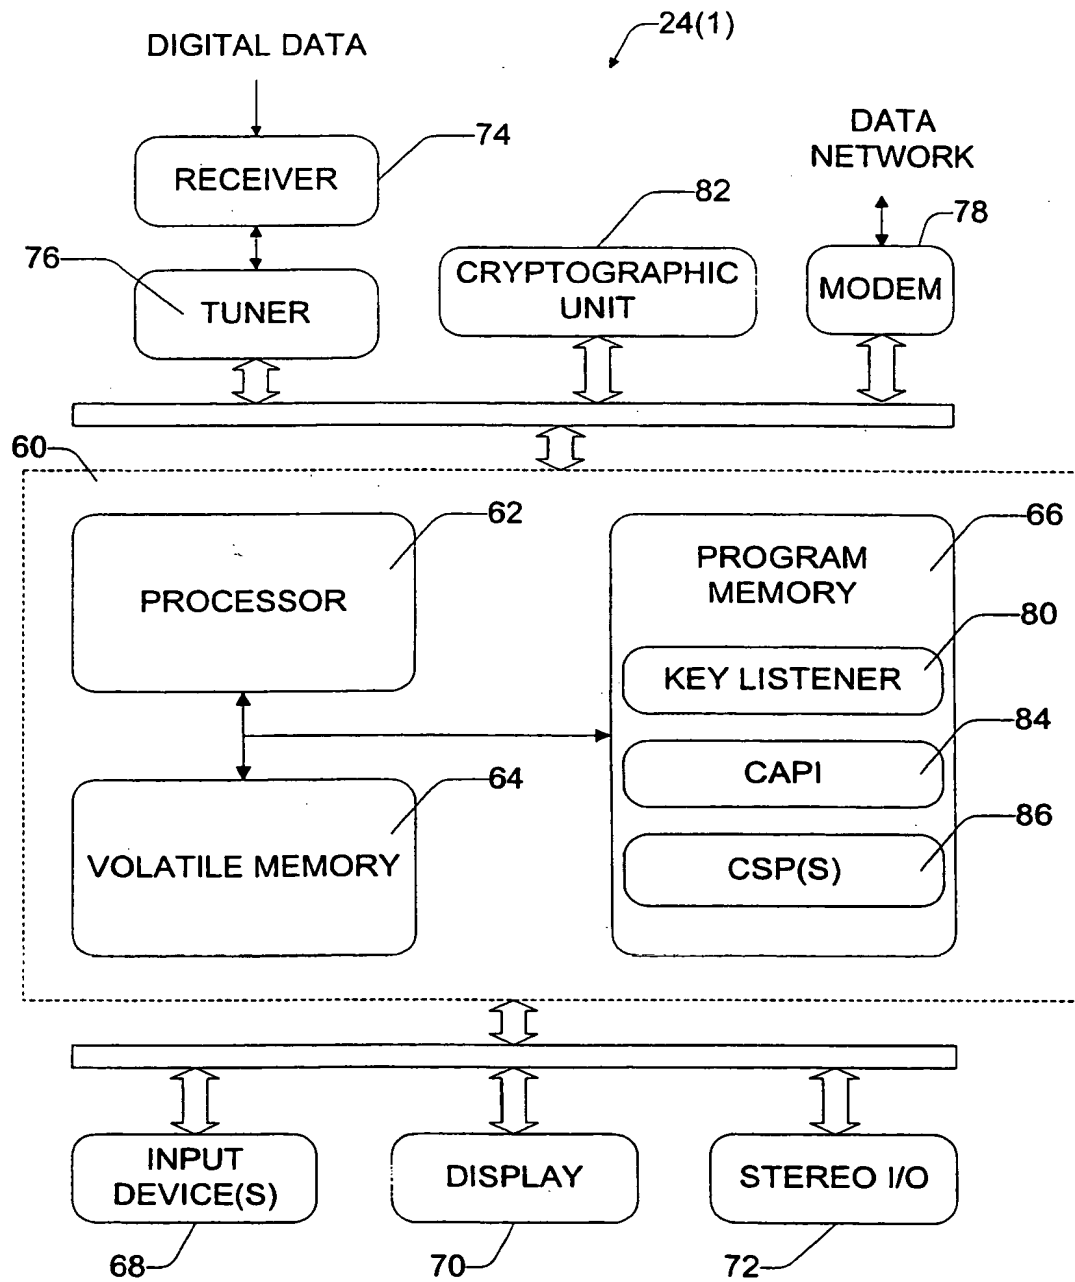 24(1)
DIGITAL DATA
74
RECEIVER
DATA
NETWORK
82
78
76
TUNER
CRYPTOGRAPHIC
UNIT
MODEM
60
62
66
PROCESSOR
PROGRAM
MEMORY
80
KEY LISTENER
84
CAPI
64
VOLATILE MEMORY
86
CSP(S)
INPUT
DEVICE(S)
DISPLAY
STEREO I/O
68
70
72